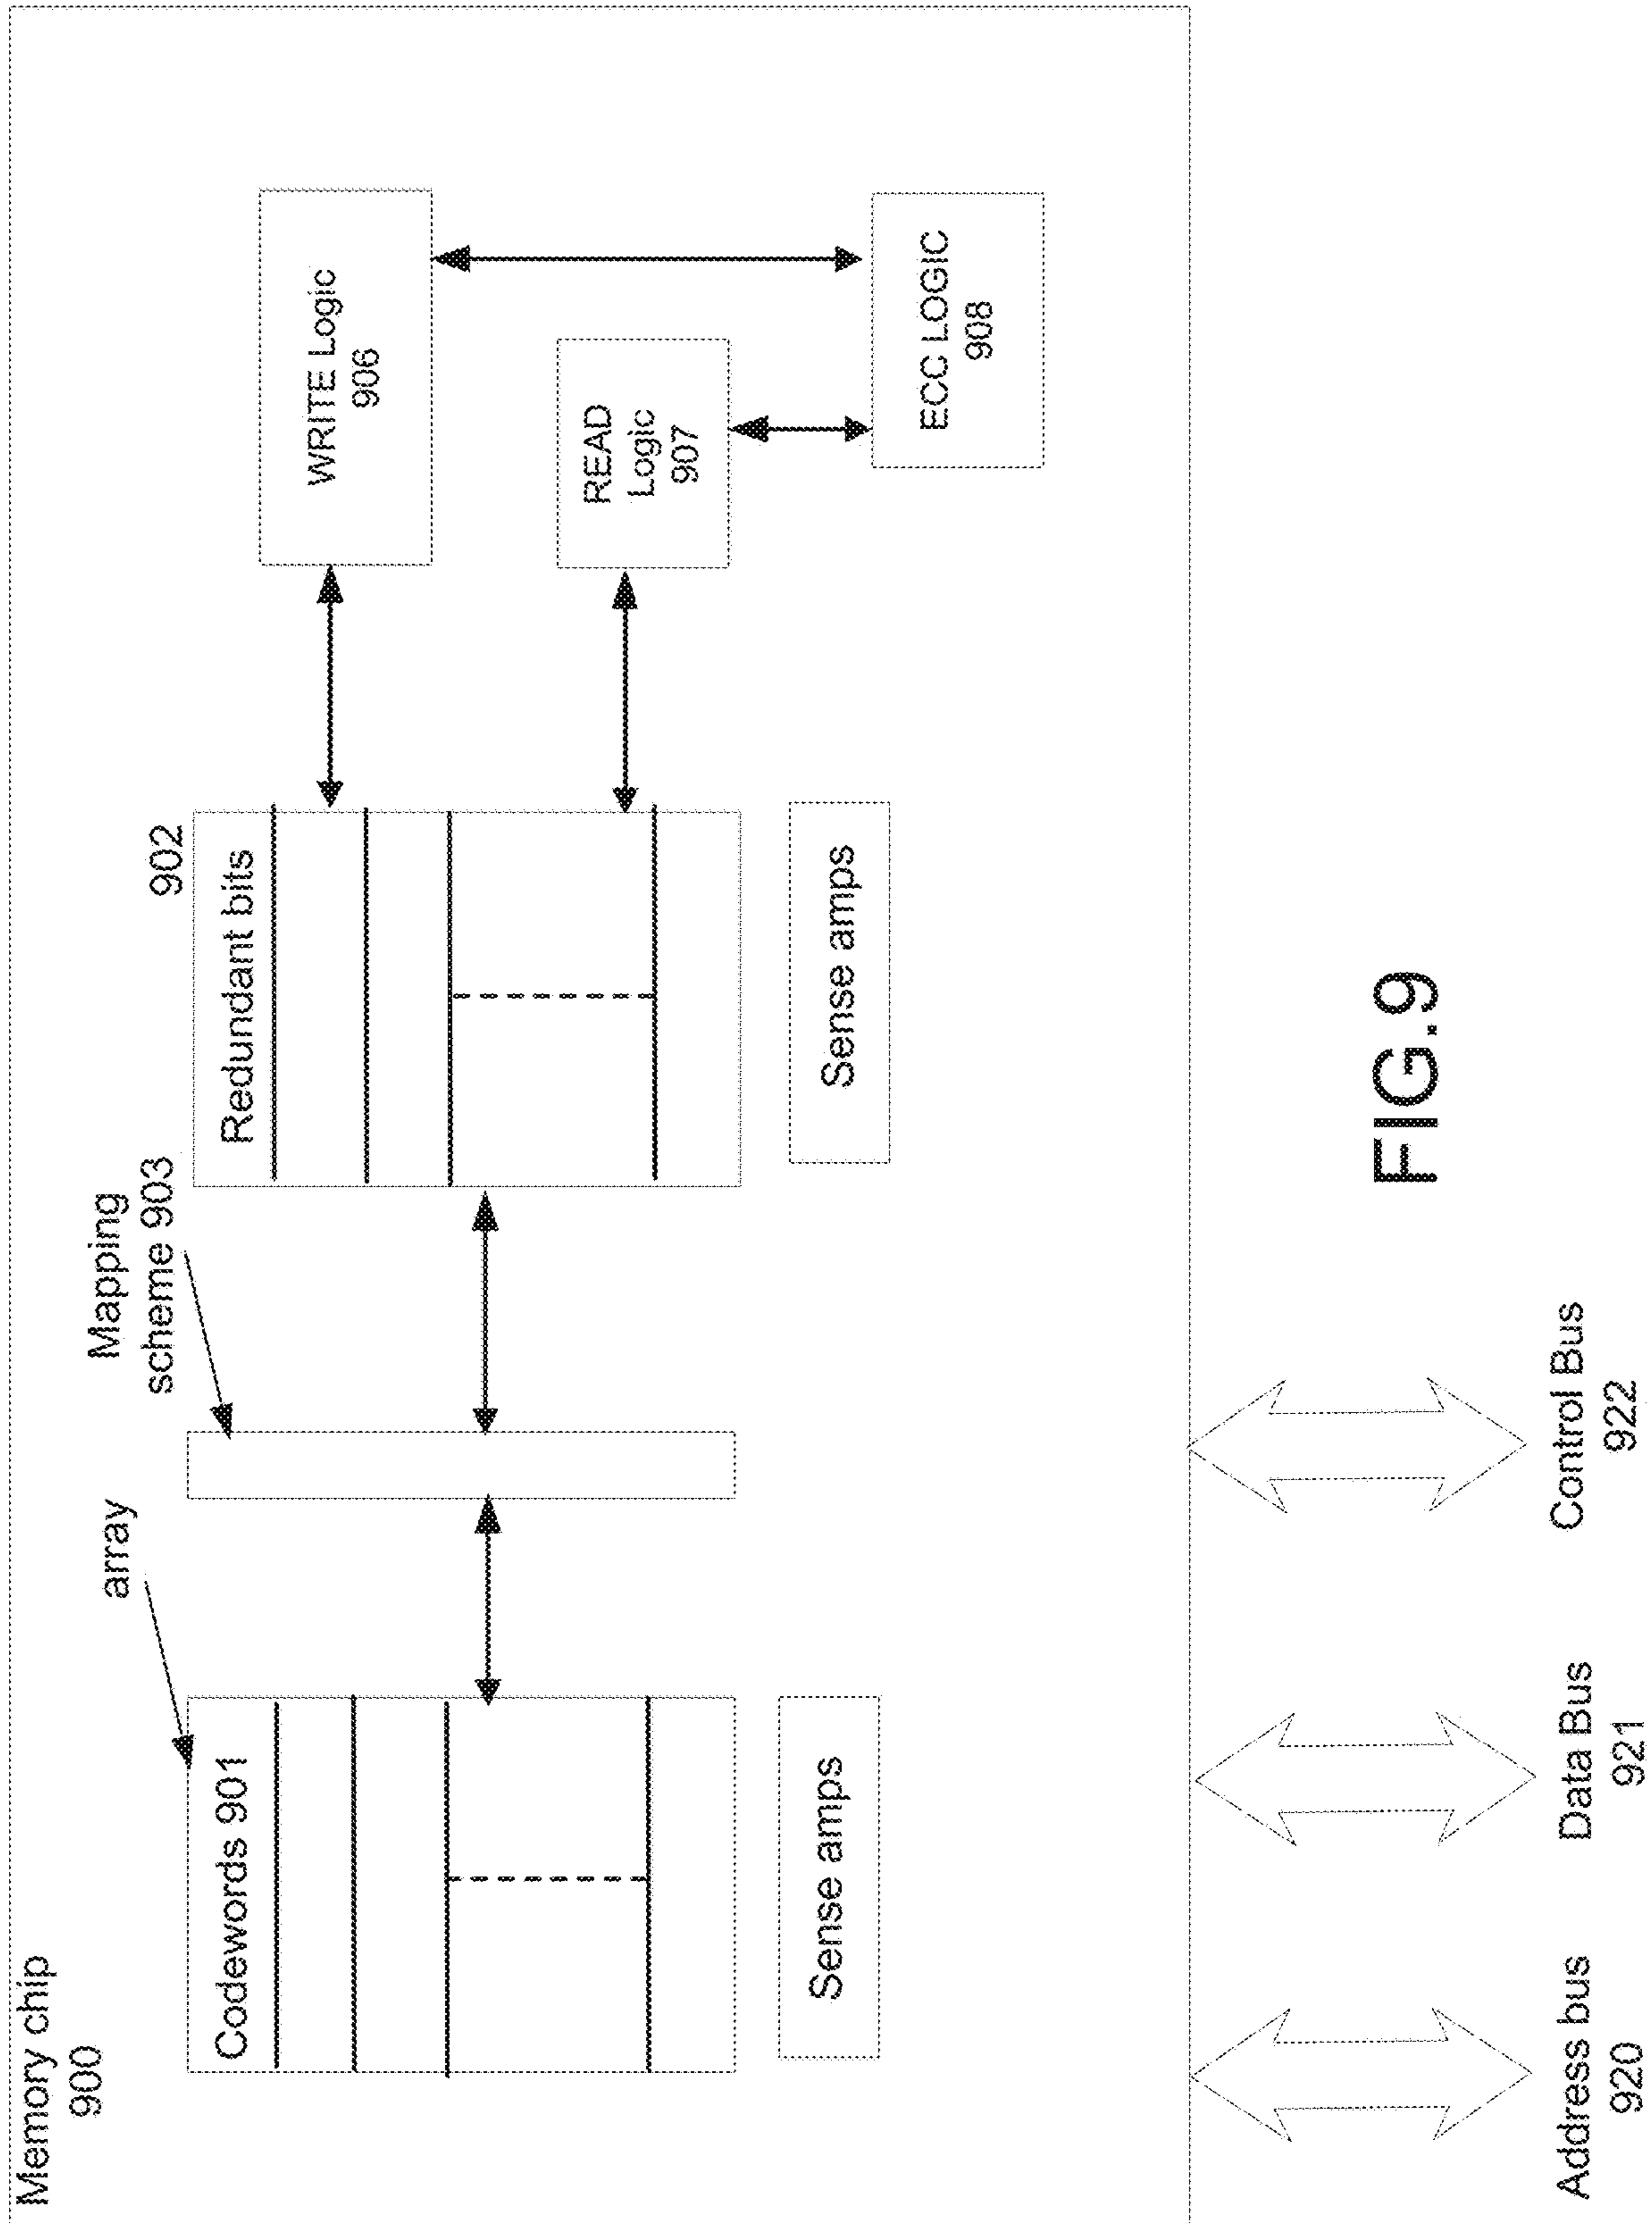 Memory chip
900
array
Mapping
scheme 903
902
Codewords 901
Redundant bits
WRITE Logic
906
READ
Logic
907
ECC LOGIC
908
Sense amps
Sense amps
Address bus
920
Data Bus
921
Control Bus
922
FIG.9